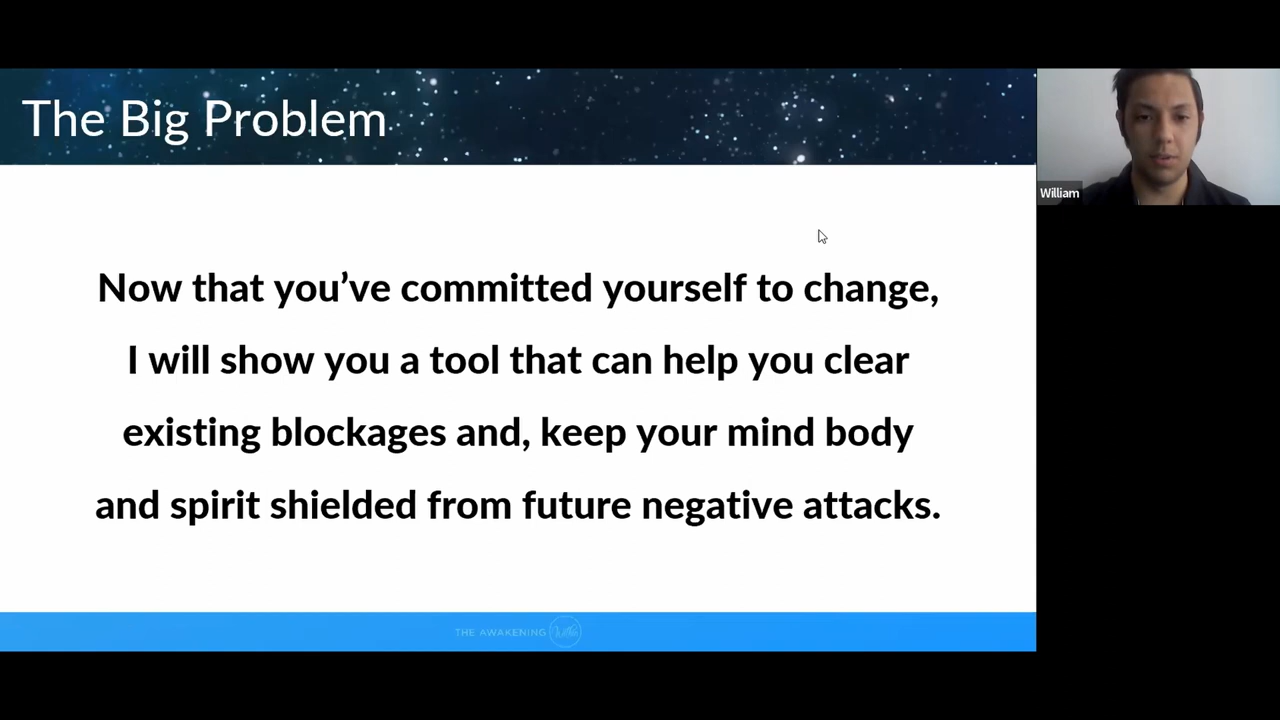 The Big Problem
William
Now that you’ve committed yourself to change,
I will show you a tool that can help you clear
existing blockages and, keep your mind body
and spirit shielded from future negative attacks.
THE AWAKENING